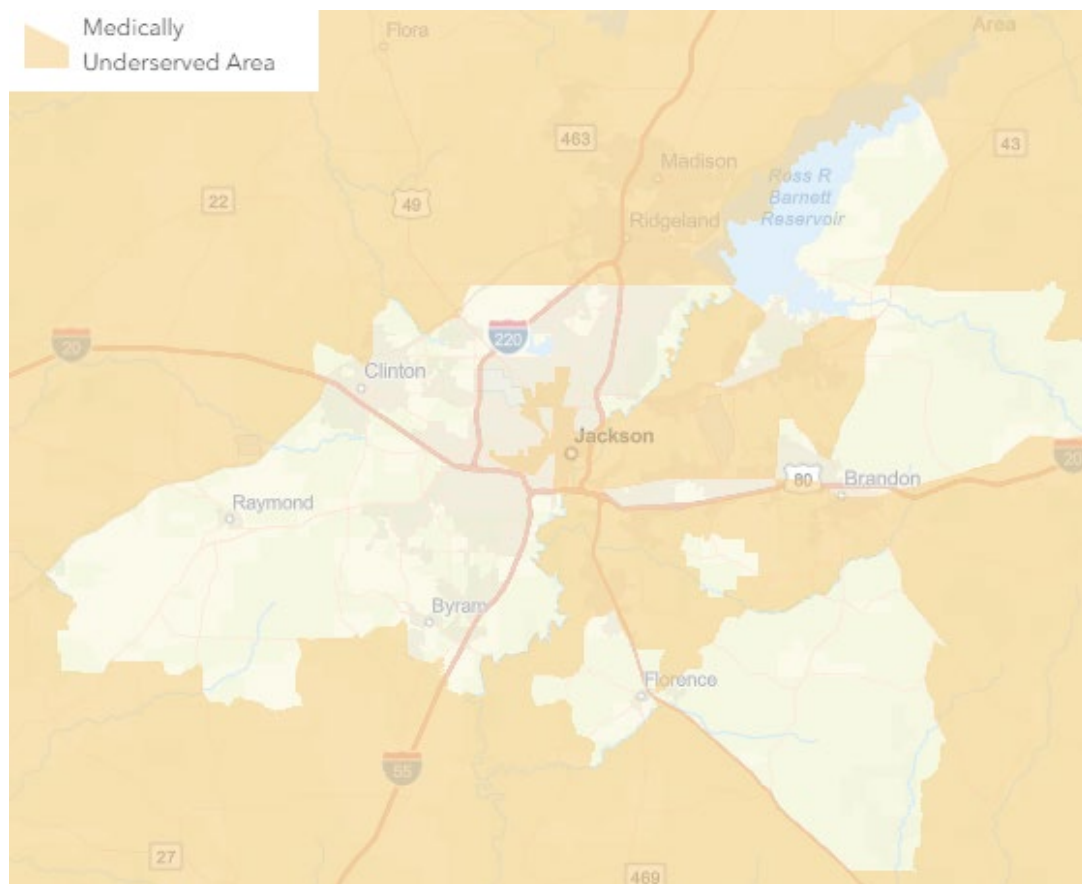 Medically
Underserved Area
Flora
Area
463
43
Madison
22
49
Ross R
Barnett
Reservoir
Ridgeland
220
20
Clinton
Jackson
20
80
Brandon
Raymond
Byram
Florence
55
27
469